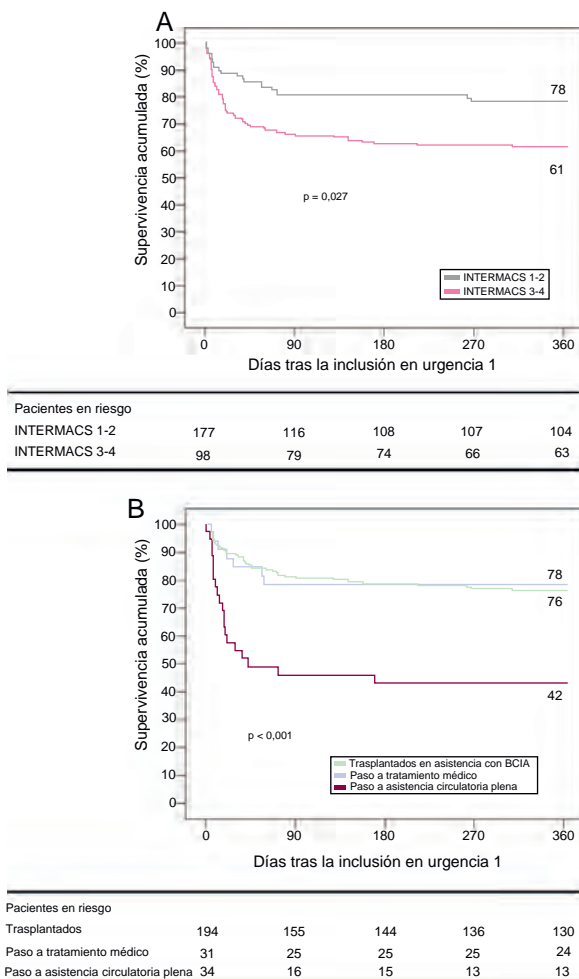 A
Supervivencia acumulada (%)
100
90
80
70
60
50
40
30
20
10
0
78
61
p = 0,027
INTERMACS 1-2
INTERMACS 3-4
0 90 180 270 360
Días tras la inclusión en urgencia 1
Pacientes en riesgo
INTERMACS 1-2 177 116 108 107 104
INTERMACS 3-4 98 79 74 66 63
B
Supervivencia acumulada (%)
100
90
80
70
60
50
40
30
20
10
0
78
76
42
p < 0,001
Trasplantados en asistencia con BCIA
Paso a tratamiento médico
Paso a asistencia circulatoria plena
0 90 180 270 360
Días tras la inclusión en urgencia 1
Pacientes en riesgo
Trasplantados 194 155 144 136 130
Paso a tratamiento médico 31 25 25 25 24
Paso a asistencia circulatoria plena 34 16 15 13 13